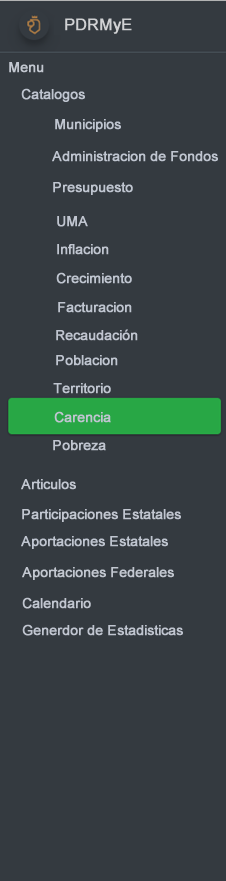 PDRMyE
Menu
Catalogos
Municipios
Administracion de Fondos
Presupuesto
UMA
Inflacion
Crecimiento
Facturacion
Recaudación
Poblacion
Territorio
Carencia
Pobreza
Articulos
Participaciones Estatales
Aportaciones Estatales
Aportaciones Federales
Calendario
Generdor de Estadisticas